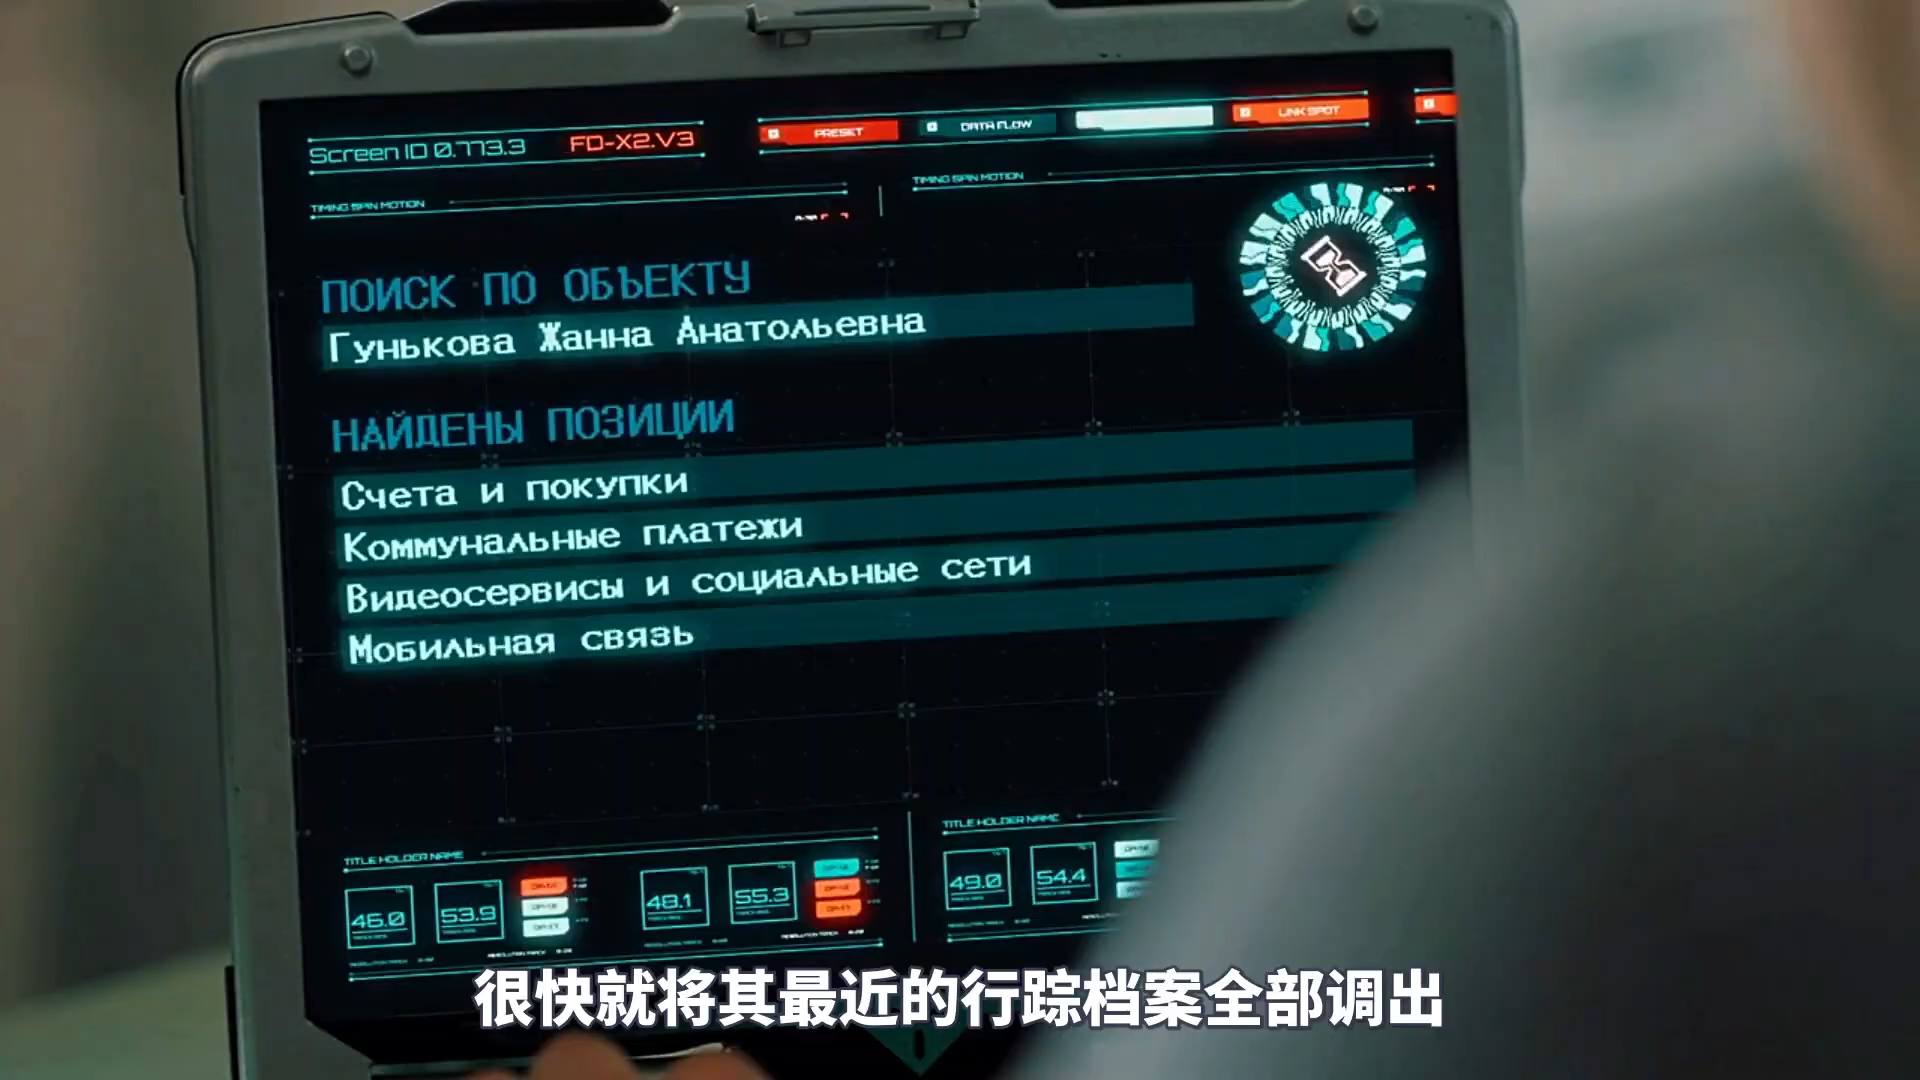 Screen ID 0.773.3 FD-X2.V3
PRESET
DATA FLOW
LINK SPOT
TIMING SPIN MOTION
TIMING SPIN MOTION
ПОИСК ПО ОБЪЕКТУ
Гунькова Жанна Анатольевна
НАЙДЕНЫ ПОЗИЦИИ
Счета и покупки
Коммунальные платежи
Видеосервисы и социальные сети
Мобильная связь
TITLE HOLDER NAME
46.0 53.9 48.1 55.3
TITLE HOLDER NAME
49.0 54.4
很快就将其最近的行踪档案全部调出